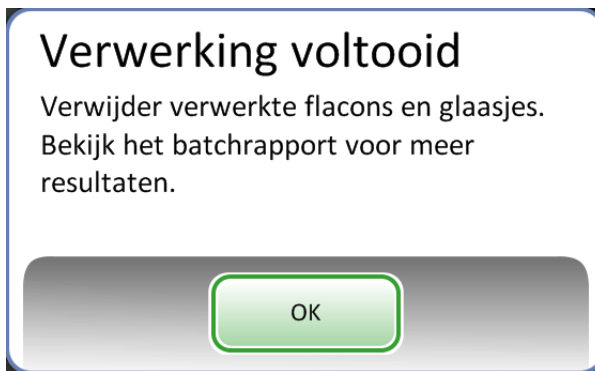 Verwerking voltooid
Verwijder verwerkte flacons en glaasjes.
Bekijk het batchrapport voor meer
resultaten.
OK